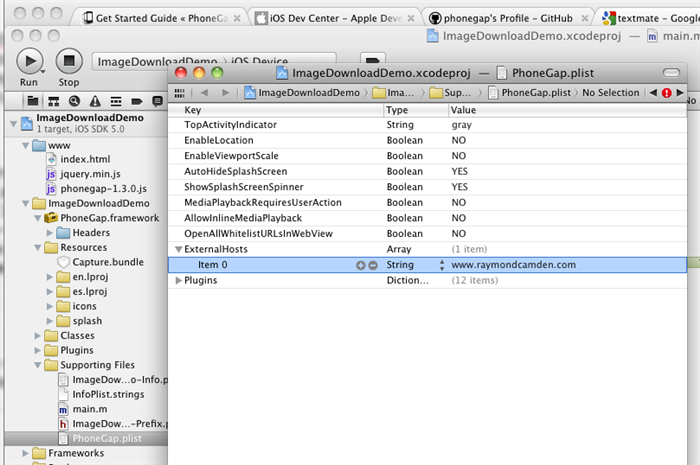 Get Started Guide « PhoneGap
iOS Dev Center - Apple Deve
phonegap's Profile - GitHub
textmate - Google
ImageDownloadDemo.xcodeproj — main.m
Run
Stop
ImageDownloadDemo
iOS Device
ImageDownloadDemo.xcodeproj — PhoneGap.plist
ImageDownloadDemo
Ima...
Sup...
PhoneGap.plist
No Selection
ImageDownloadDemo
1 target, iOS SDK 5.0
www
index.html
jquery.min.js
phonegap-1.3.0.js
ImageDownloadDemo
PhoneGap.framework
Headers
Resources
Capture.bundle
en.lproj
es.lproj
icons
splash
Classes
Plugins
Supporting Files
ImageDow...o-Info.p
InfoPlist.strings
main.m
ImageDow...-Prefix.p
PhoneGap.plist
Frameworks
Key Type Value
TopActivityIndicator String gray
EnableLocation Boolean NO
EnableViewportScale Boolean NO
AutoHideSplashScreen Boolean YES
ShowSplashScreenSpinner Boolean YES
MediaPlaybackRequiresUserAction Boolean NO
AllowInlineMediaPlayback Boolean NO
OpenAllWhitelistURLsInWebView Boolean NO
ExternalHosts Array (1 item)
Item 0 String www.raymondcamden.com
Plugins Diction... (12 items)